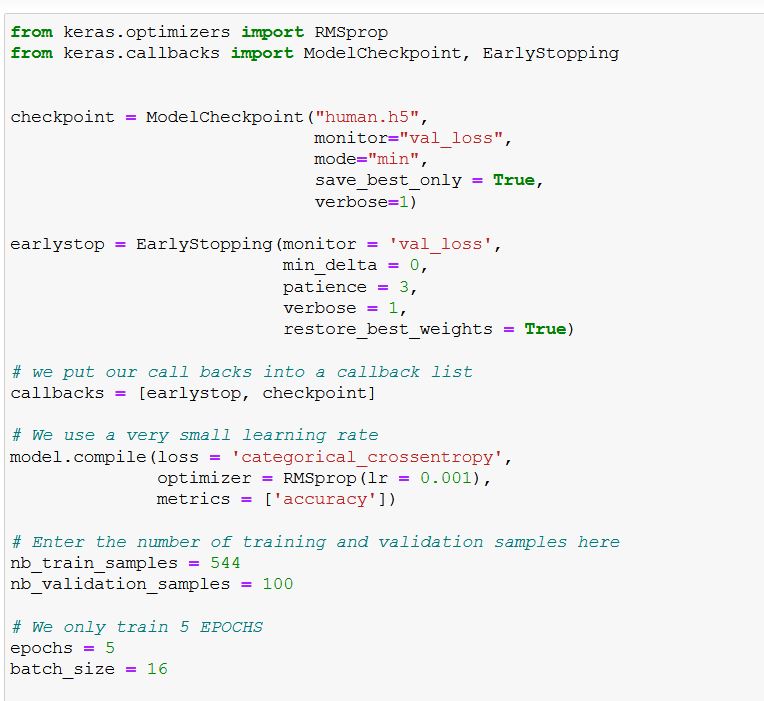 from keras.optimizers import RMSprop
from keras.callbacks import ModelCheckpoint, EarlyStopping
checkpoint = ModelCheckpoint("human.h5",
monitor="val_loss",
mode="min",
save_best_only = True,
verbose=1)
earlystop = EarlyStopping(monitor = 'val_loss',
min_delta = 0,
patience = 3,
verbose = 1,
restore_best_weights = True)
# we put our call backs into a callback list
callbacks = [earlystop, checkpoint]
# We use a very small learning rate
model.compile(loss = 'categorical_crossentropy',
optimizer = RMSprop(lr = 0.001),
metrics = ['accuracy'])
# Enter the number of training and validation samples here
nb_train_samples = 544
nb_validation_samples = 100
# We only train 5 EPOCHS
epochs = 5
batch_size = 16